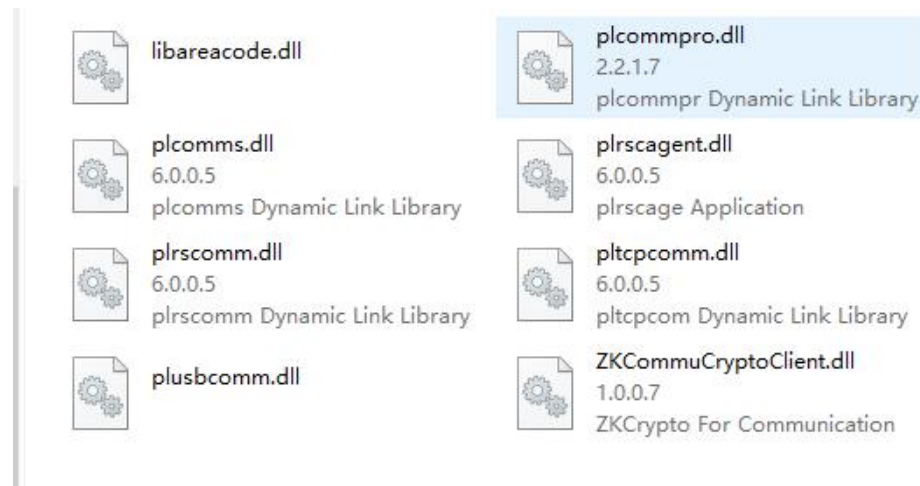 libareacode.dll
plcommpro.dll
2.2.1.7
plcommpr Dynamic Link Library
plcomms.dll
6.0.0.5
plcomms Dynamic Link Library
plrscagent.dll
6.0.0.5
plrscage Application
plrscomm.dll
6.0.0.5
plrscomm Dynamic Link Library
pltcpcomm.dll
6.0.0.5
pltcpcom Dynamic Link Library
plusbcomm.dll
ZKCommuCryptoClient.dll
1.0.0.7
ZKCrypto For Communication